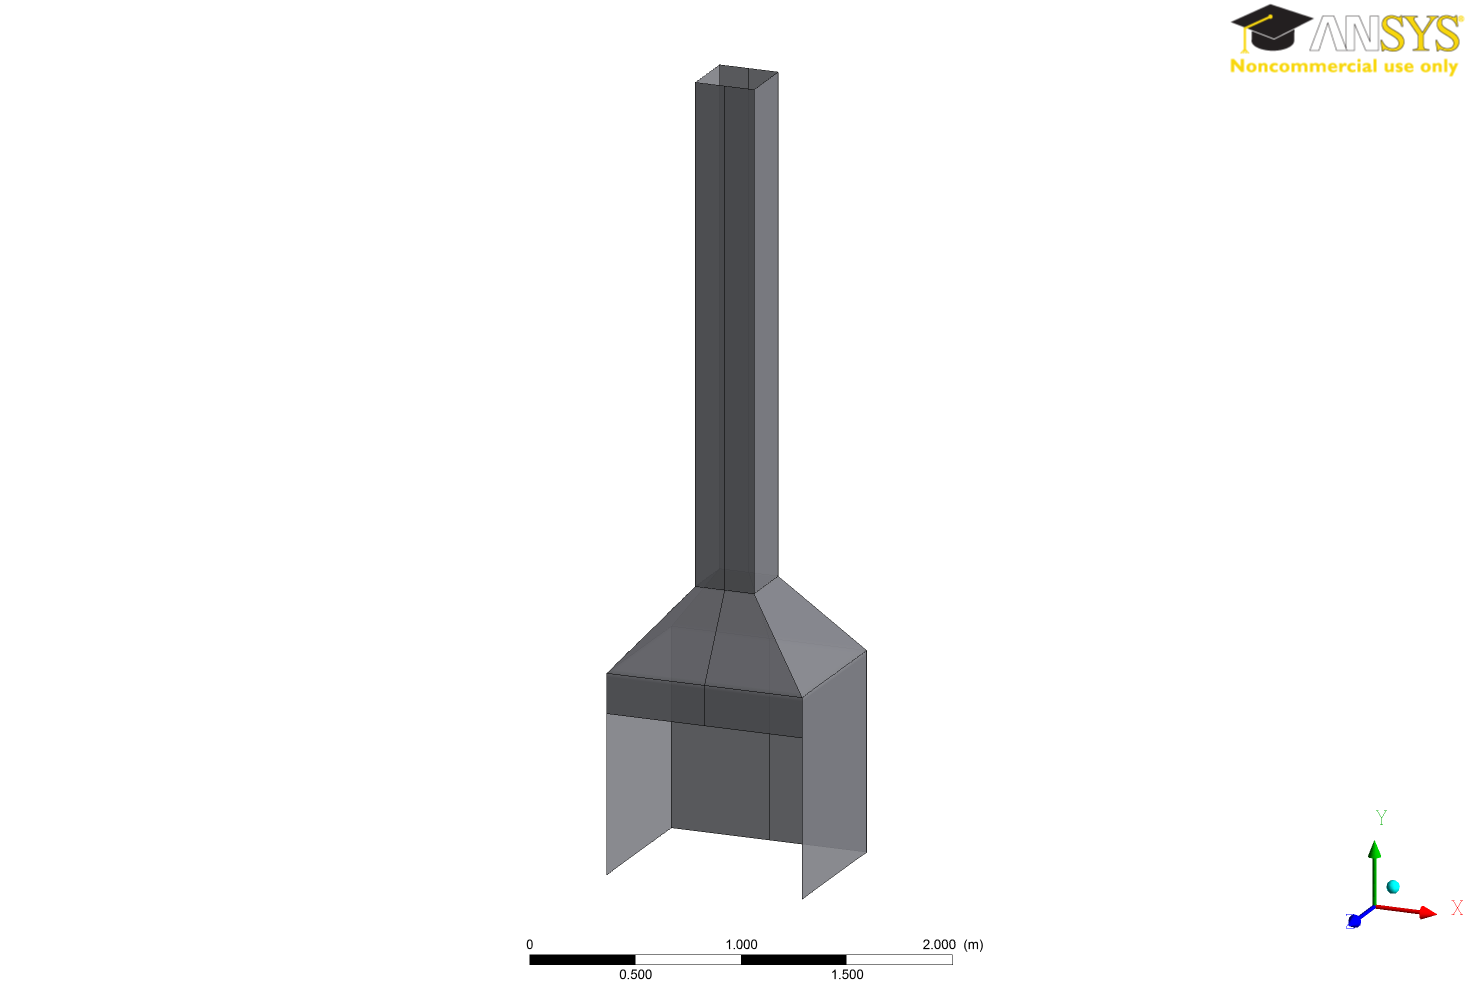 ANSYS
Noncommercial use only
Y
X
Z
0 1.000 2.000 (m)
0.500 1.500